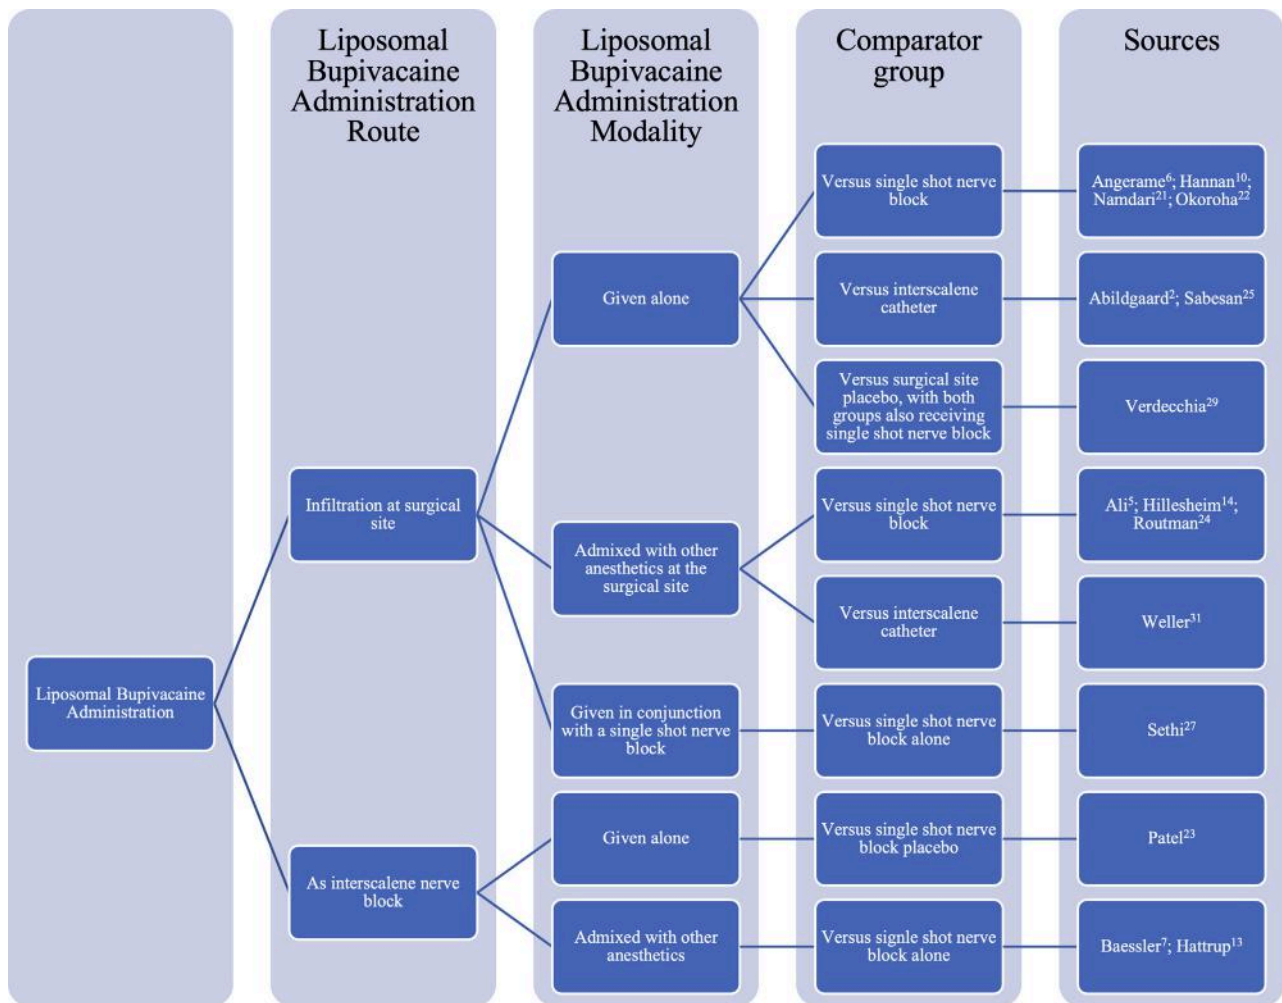 Liposomal
Bupivacaine
Administration
Route
Liposomal
Bupivacaine
Administration
Modality
Comparator
group
Sources
Liposomal Bupivacaine
Administration
Infiltration at surgical
site
As interscalene nerve
block
Given alone
Admixed with other
anesthetics at the
surgical site
Given in conjunction
with a single shot nerve
block
Given alone
Admixed with other
anesthetics
Versus single shot nerve
block
Versus interscalene
catheter
Versus surgical site
placebo, with both
groups also receiving
single shot nerve block
Versus single shot nerve
block
Versus interscalene
catheter
Versus single shot nerve
block alone
Versus single shot nerve
block placebo
Versus signle shot nerve
block alone
Angerame⁶; Hannan¹⁰;
Namdari²¹; Okoroha²²
Abildgaard²; Sabesan²⁵
Verdecchia²⁹
Ali⁵; Hillesheim¹⁴;
Routman²⁴
Weller³¹
Sethi²⁷
Patel²³
Baessler⁷; Hattrup¹³